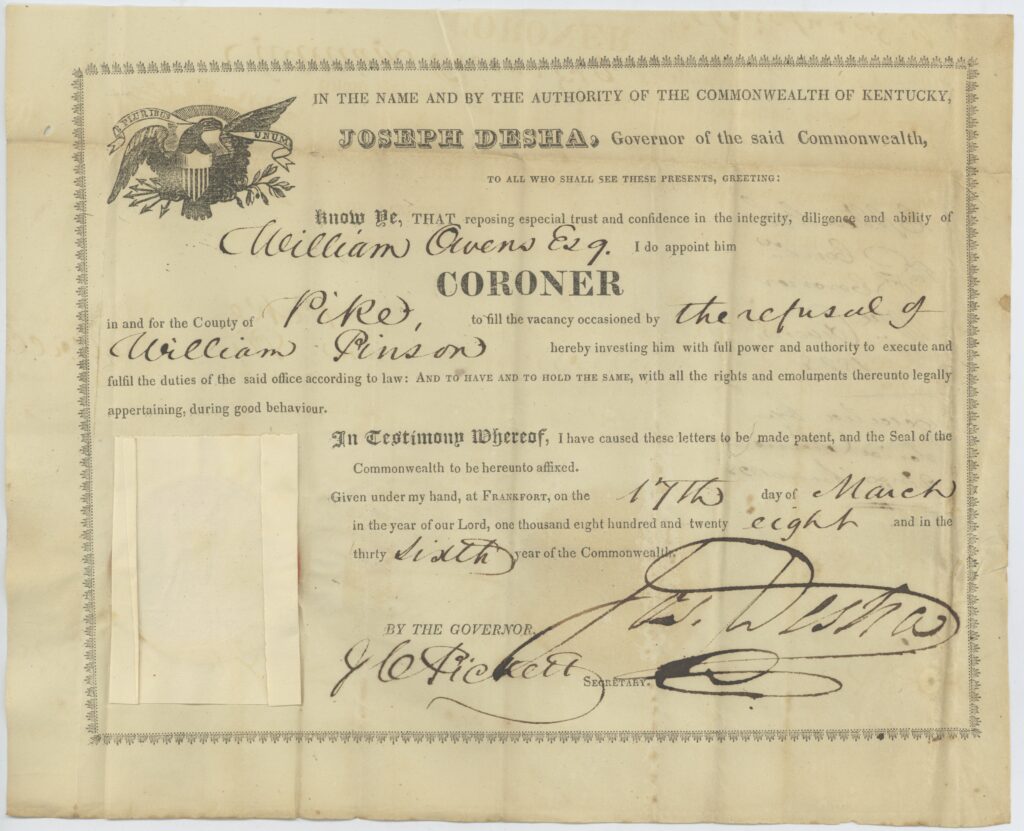 E PLURIBUS UNUM
IN THE NAME AND BY THE AUTHORITY OF THE COMMONWEALTH OF KENTUCKY,
JOSEPH DESHA, Governor of the said Commonwealth,
TO ALL WHO SHALL SEE THESE PRESENTS, GREETING:
Know Ye, THAT reposing especial trust and confidence in the integrity, diligence and ability of
William Owens Esq. I do appoint him
CORONER
in and for the County of Pike, to fill the vacancy occasioned by the refusal of
William Pinson hereby investing him with full power and authority to execute and
fulfil the duties of the said office according to law: AND TO HAVE AND TO HOLD THE SAME, with all the rights and emoluments thereunto legally
appertaining, during good behaviour.
In Testimony Whereof, I have caused these letters to be made patent, and the Seal of the
Commonwealth to be hereunto affixed.
Given under my hand, at FRANKFORT, on the 17th day of March
in the year of our Lord, one thousand eight hundred and twenty eight and in the
thirty sixth year of the Commonwealth.
Jos. Desha
BY THE GOVERNOR,
J C Pickett SECRETARY.